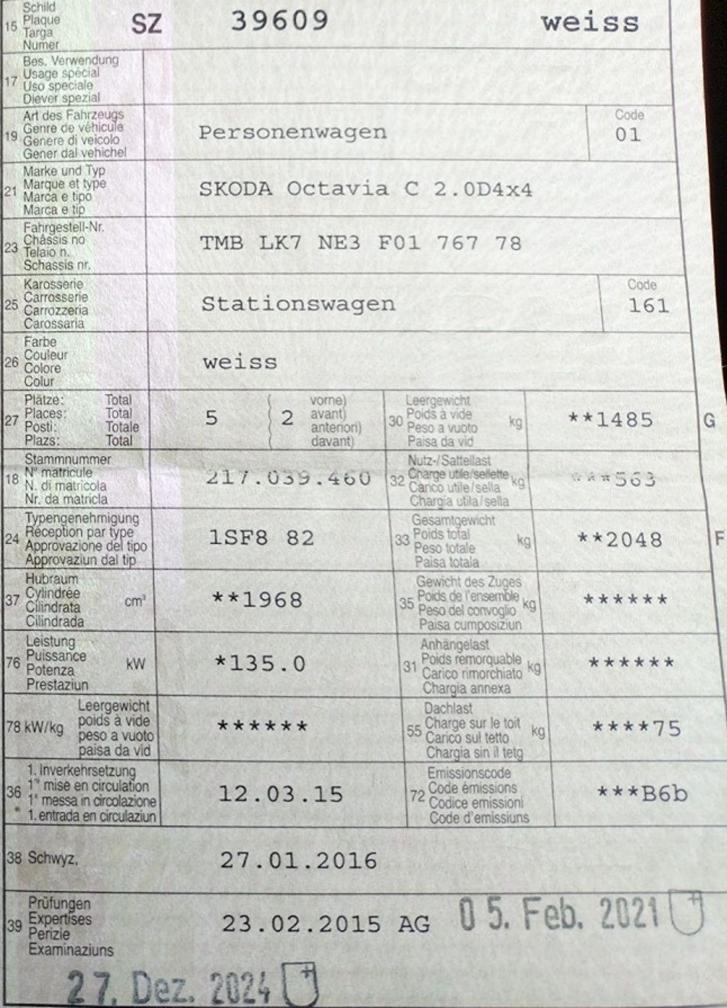 15 Schild
Plaque
Targa
Numer
SZ 39609 weiss
17 Bes. Verwendung
Usage spécial
Uso speciale
Diever spezial
19 Art des Fahrzeugs
Genre de véhicule
Genere di veicolo
Gener dal vehichel
Personenwagen
Code
01
21 Marke und Typ
Marque et type
Marca e tipo
Marca e tip
SKODA Octavia C 2.0D4x4
23 Fahrgestell-Nr.
Châssis no
Telaio n.
Schassis nr.
TMB LK7 NE3 F01 767 78
25 Karosserie
Carrosserie
Carrozzeria
Carossaria
Stationswagen
Code
161
26 Farbe
Couleur
Colore
Colur
weiss
27 Plätze: Total
Places: Total
Posti: Totale
Plazs: Total
5 ( 2 vorne)
( avant)
( anteriori)
( davant)
30 Leergewicht
Poids à vide
Peso a vuoto
Paisa da vid
kg **1485 G
18 Stammnummer
N° matricule
N. di matricola
Nr. da matricla
217.039.460
32 Nutz-/Sattellast
Charge utile/sellette
Carico utile/sella
Chargia utila/sella
kg ***563
24 Typengenehmigung
Réception par type
Approvazione del tipo
Approvaziun dal tip
1SF8 82
33 Gesamtgewicht
Poids total
Peso totale
Paisa totala
kg **2048 F
37 Hubraum
Cylindrée
Cilindrata
Cilindrada
cm³ **1968
35 Gewicht des Zuges
Poids de l'ensemble
Peso del convoglio
Paisa cumposiziun
kg ******
76 Leistung
Puissance
Potenza
Prestaziun
kW *135.0
31 Anhängelast
Poids remorquable
Carico rimorchiato
Chargia annexa
kg ******
78 kW/kg Leergewicht
poids à vide
peso a vuoto
paisa da vid
******
55 Dachlast
Charge sur le toit
Carico sul tetto
Chargia sin il tetg
kg ****75
36 1. Inverkehrsetzung
1re mise en circulation
1a messa in circolazione
1. entrada en circulaziun
12.03.15
72 Emissionscode
Code émissions
Codice emissioni
Code d'emissiuns
***B6b
38 Schwyz, 27.01.2016
39 Prüfungen
Expertises
Perizie
Examinaziuns
23.02.2015 AG 05. Feb. 2021
27. Dez. 2024